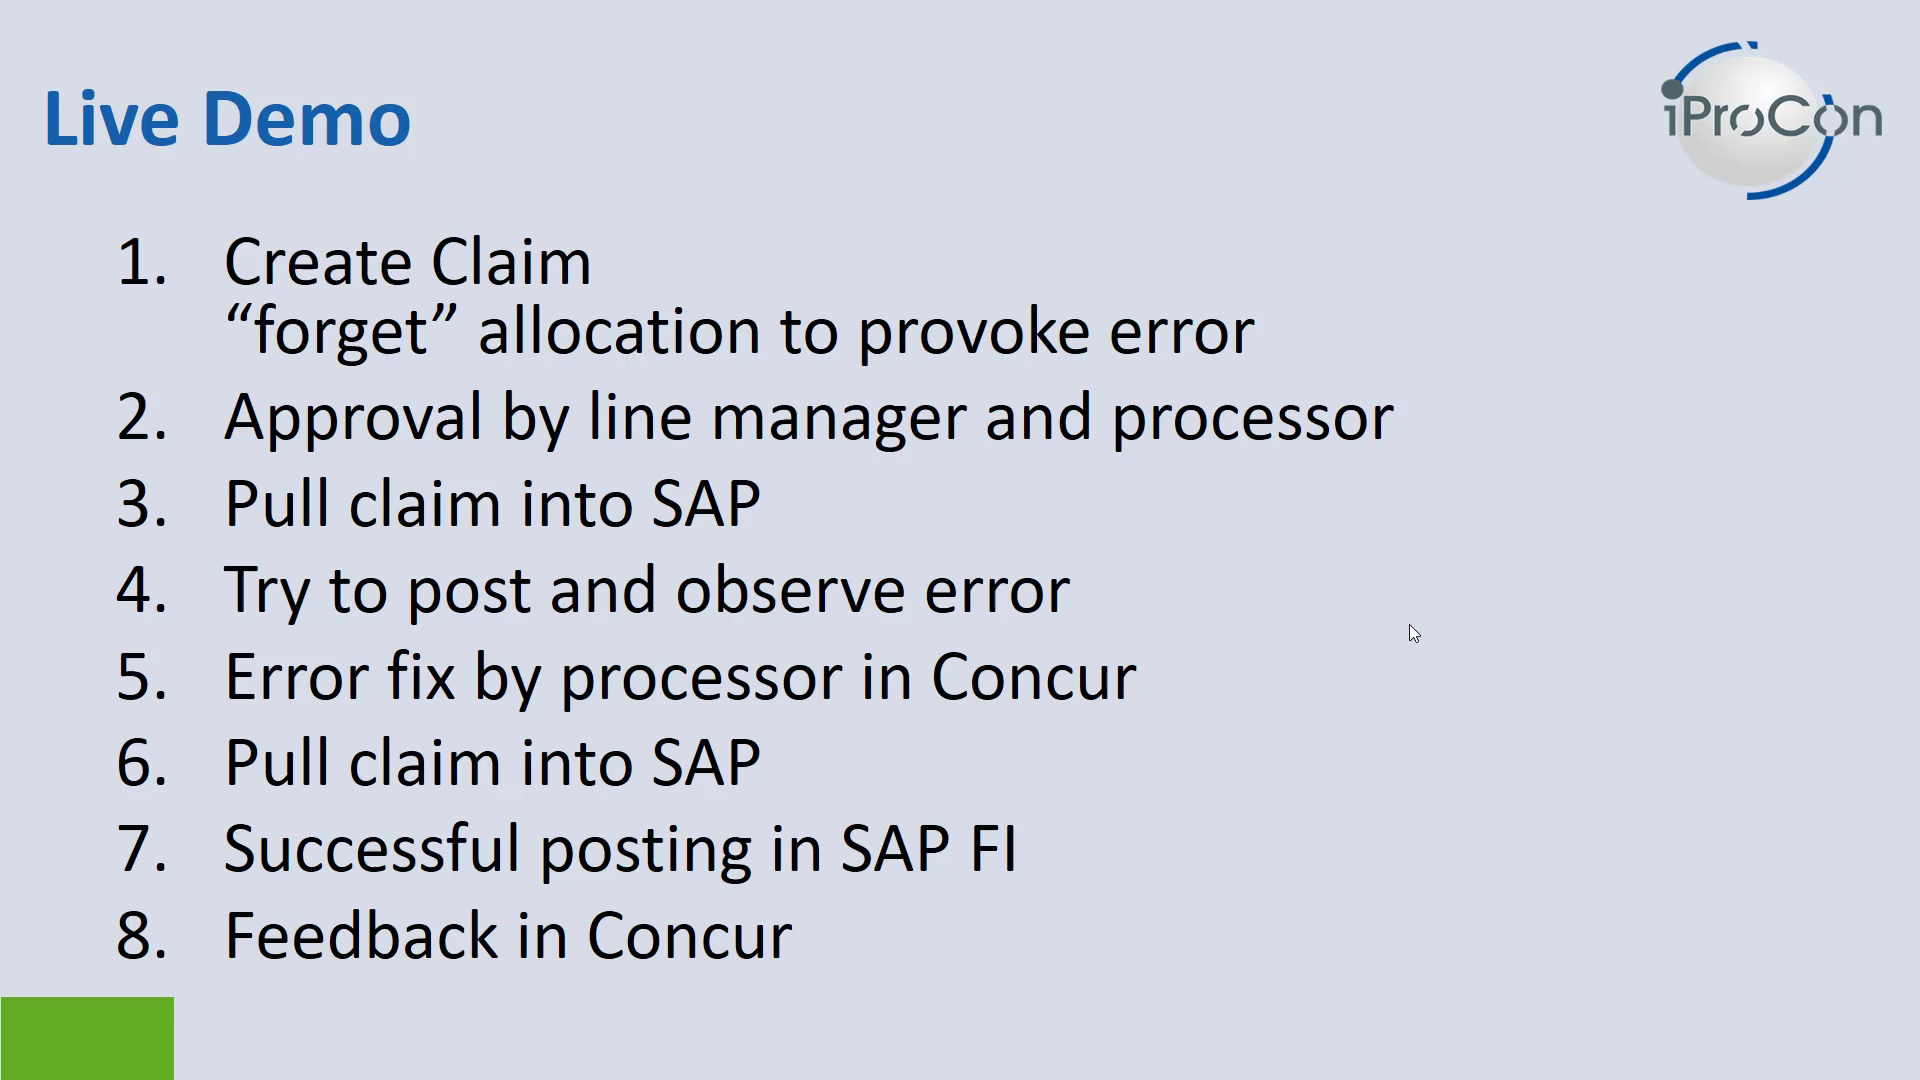 Live Demo
iProCon
1. Create Claim
“forget” allocation to provoke error
2. Approval by line manager and processor
3. Pull claim into SAP
4. Try to post and observe error
5. Error fix by processor in Concur
6. Pull claim into SAP
7. Successful posting in SAP FI
8. Feedback in Concur